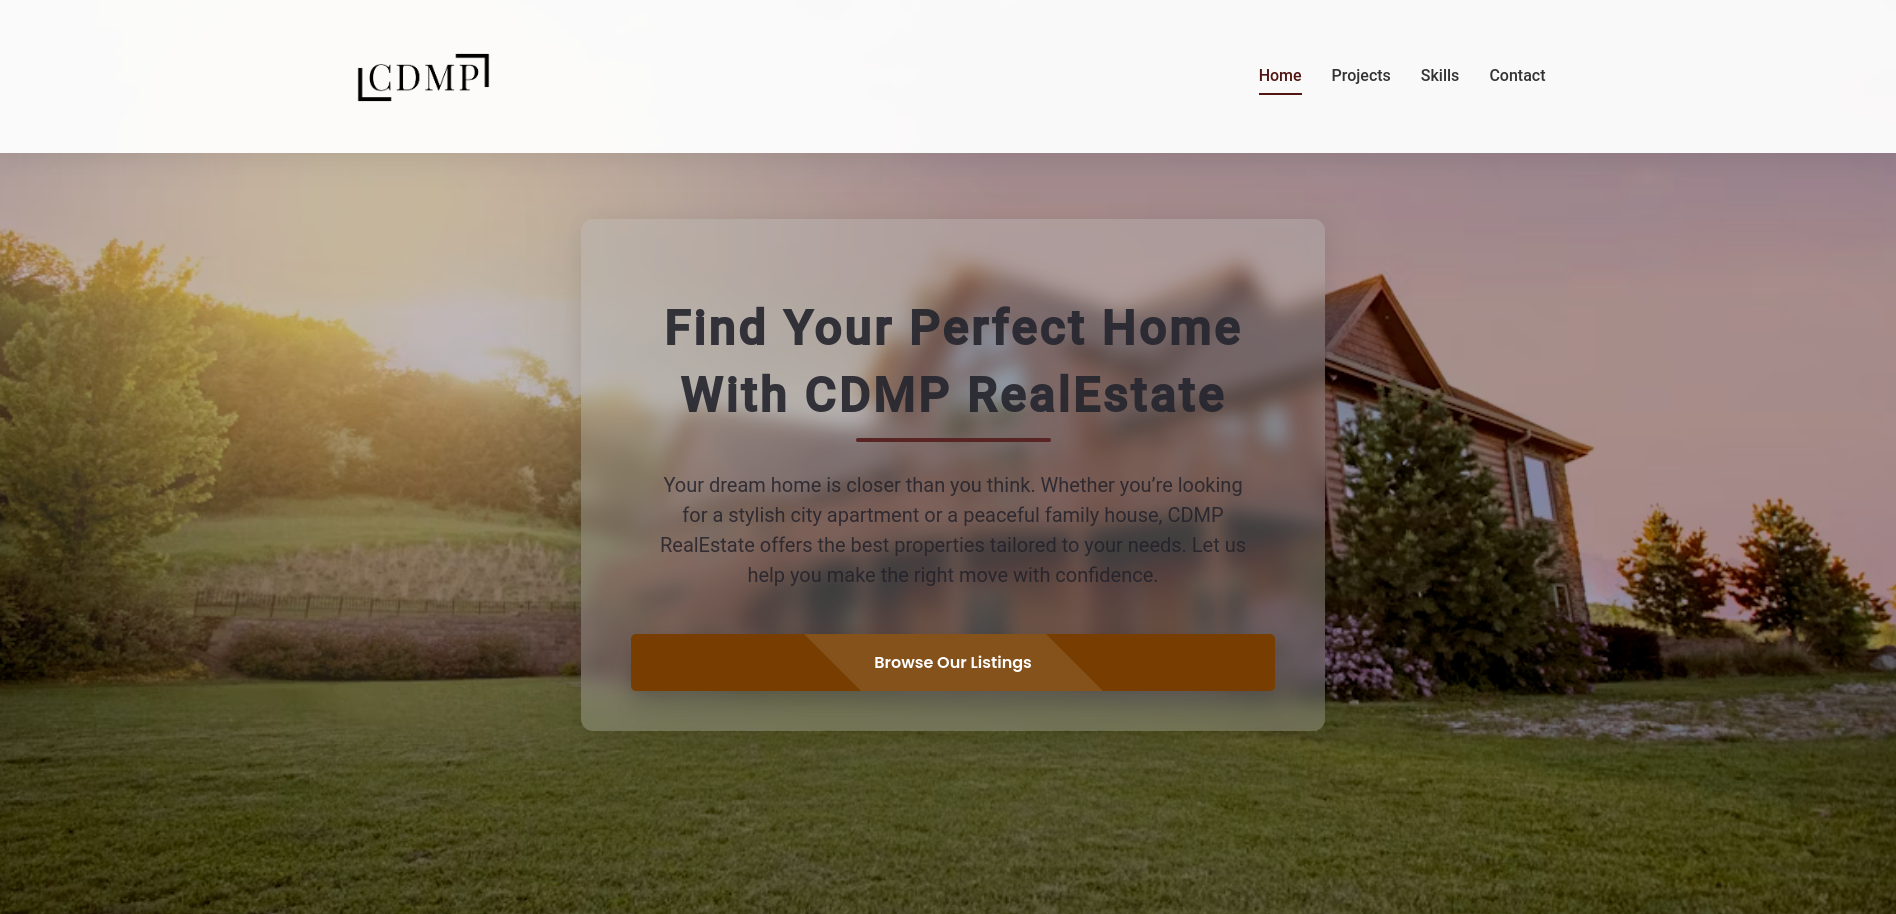 CDMP
Home
Projects
Skills
Contact
Find Your Perfect Home
With CDMP RealEstate
Your dream home is closer than you think. Whether you’re looking
for a stylish city apartment or a peaceful family house, CDMP
RealEstate offers the best properties tailored to your needs. Let us
help you make the right move with confidence.
Browse Our Listings